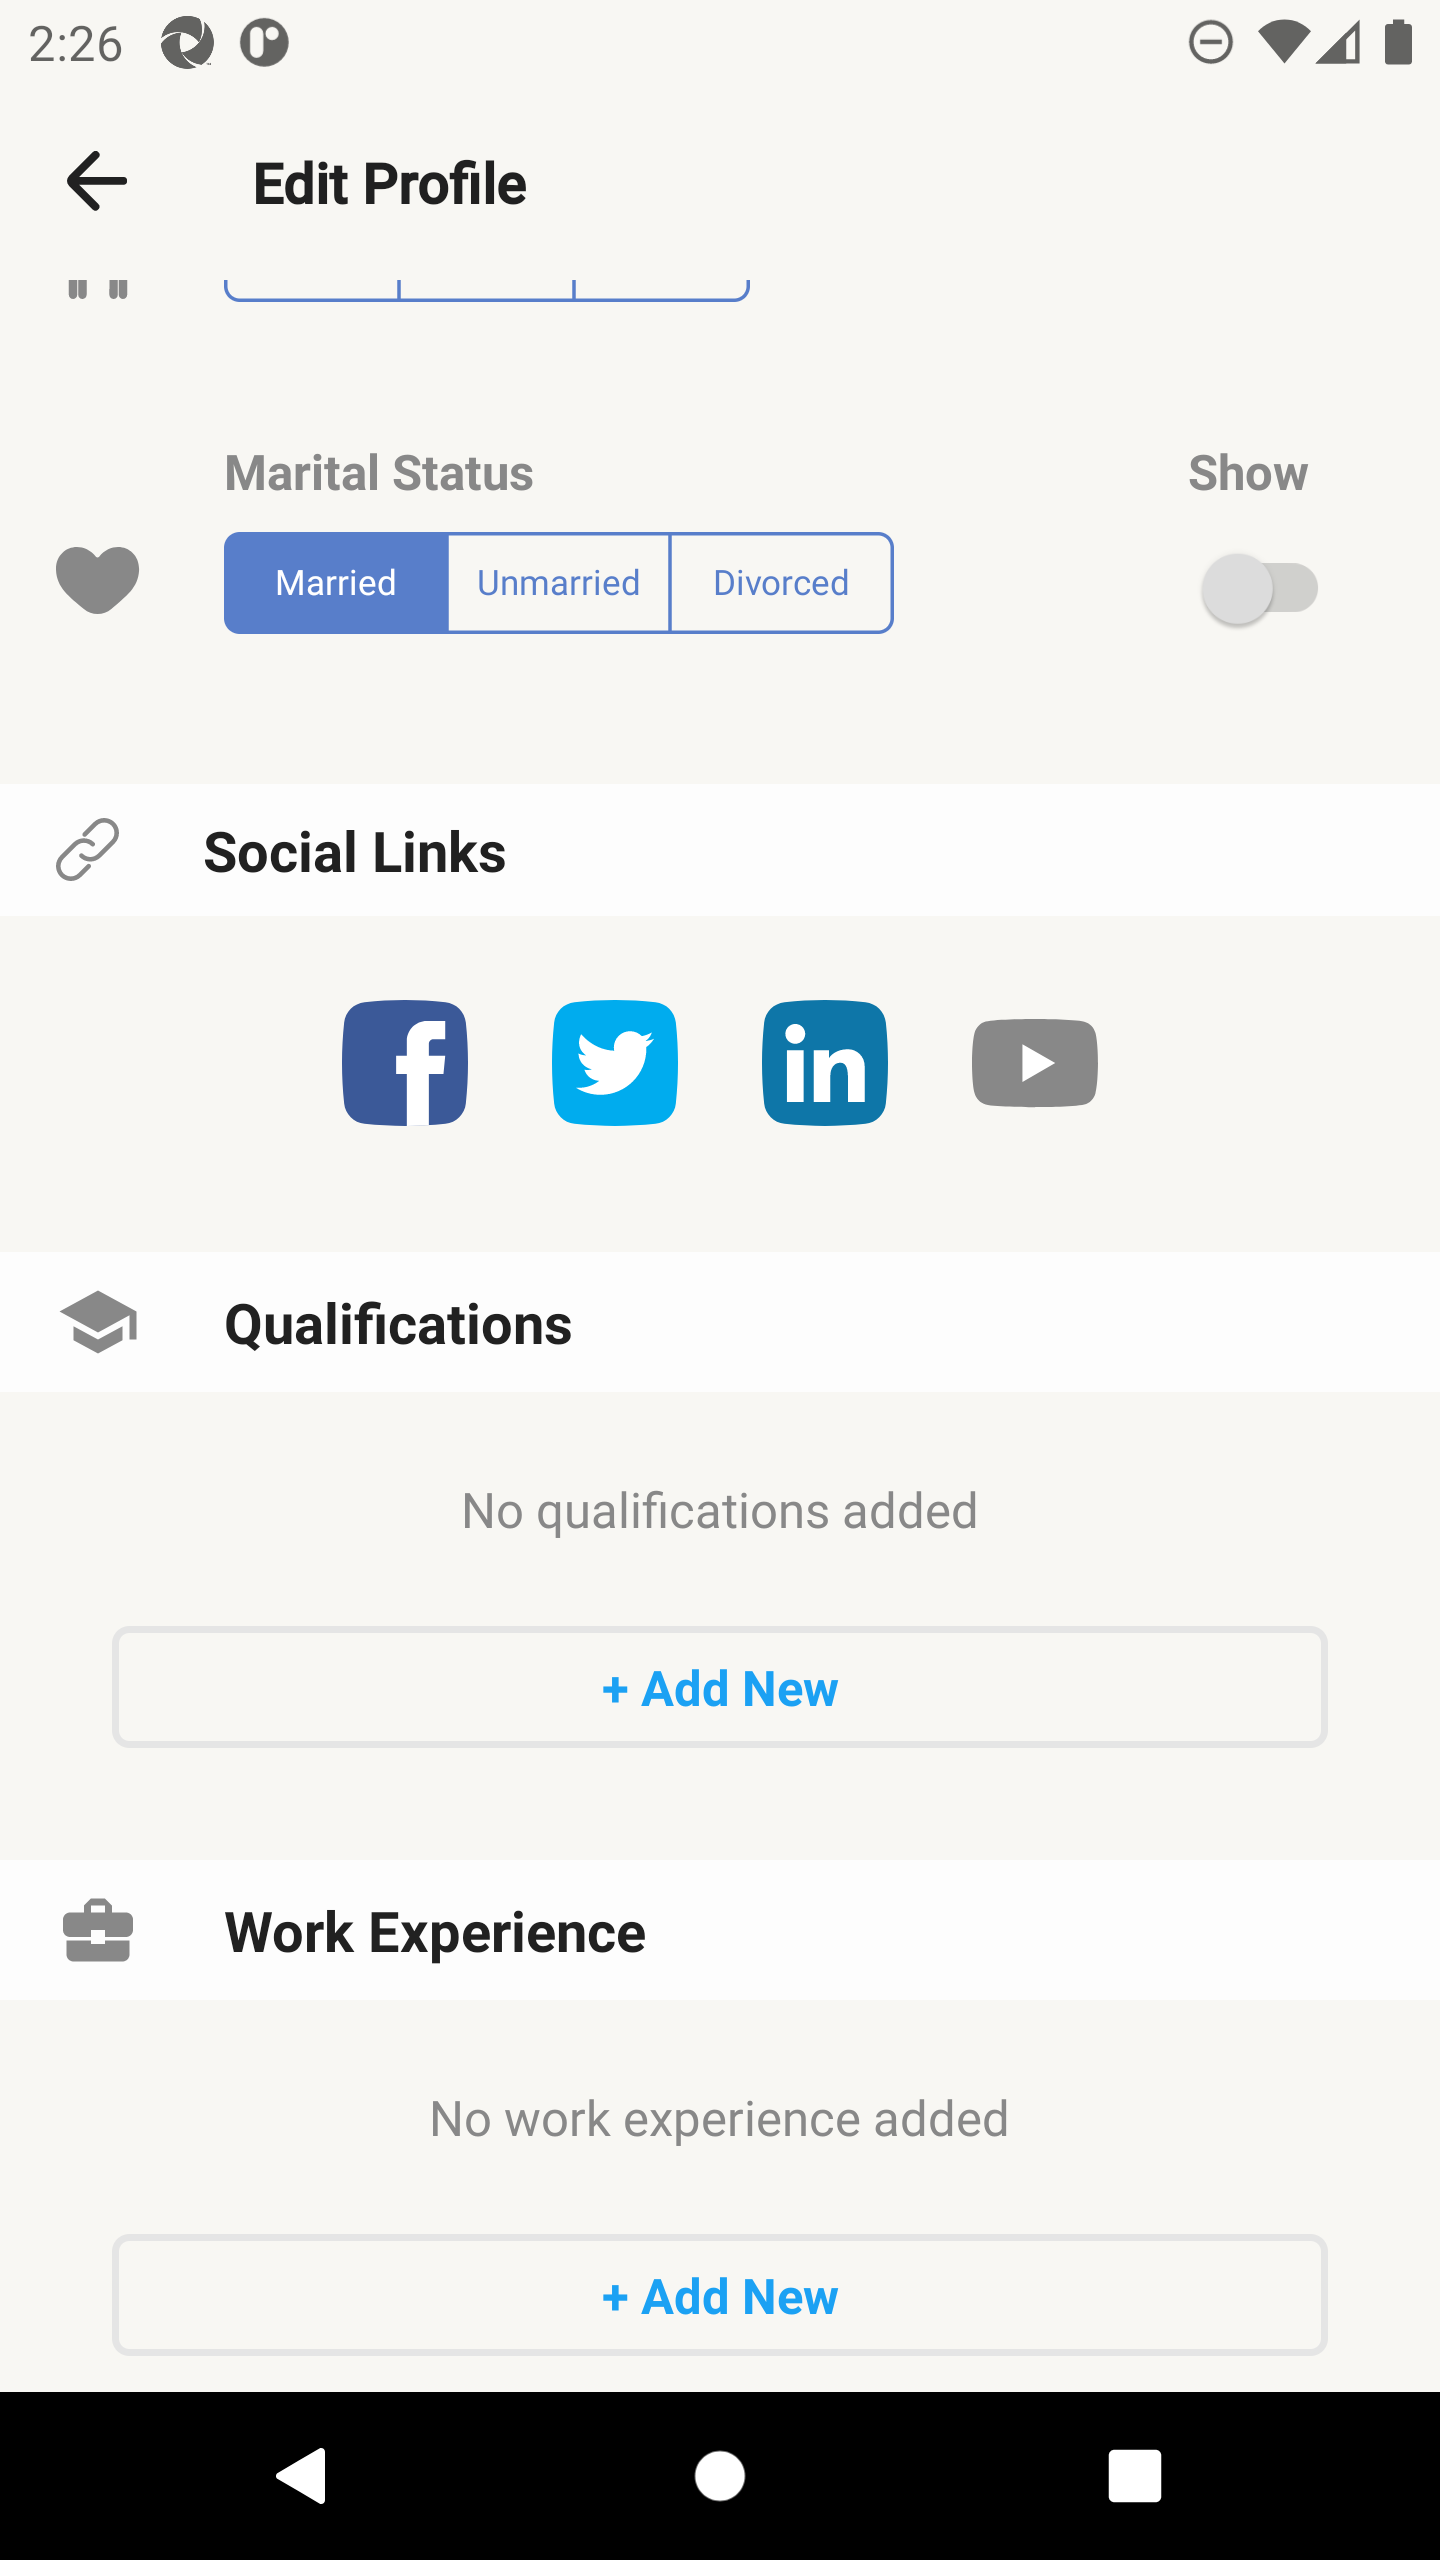 2:26
Edit Profile
Marital Status
Show
Married
Unmarried
Divorced
Social Links
Qualifications
No qualifications added
+ Add New
Work Experience
No work experience added
+ Add New